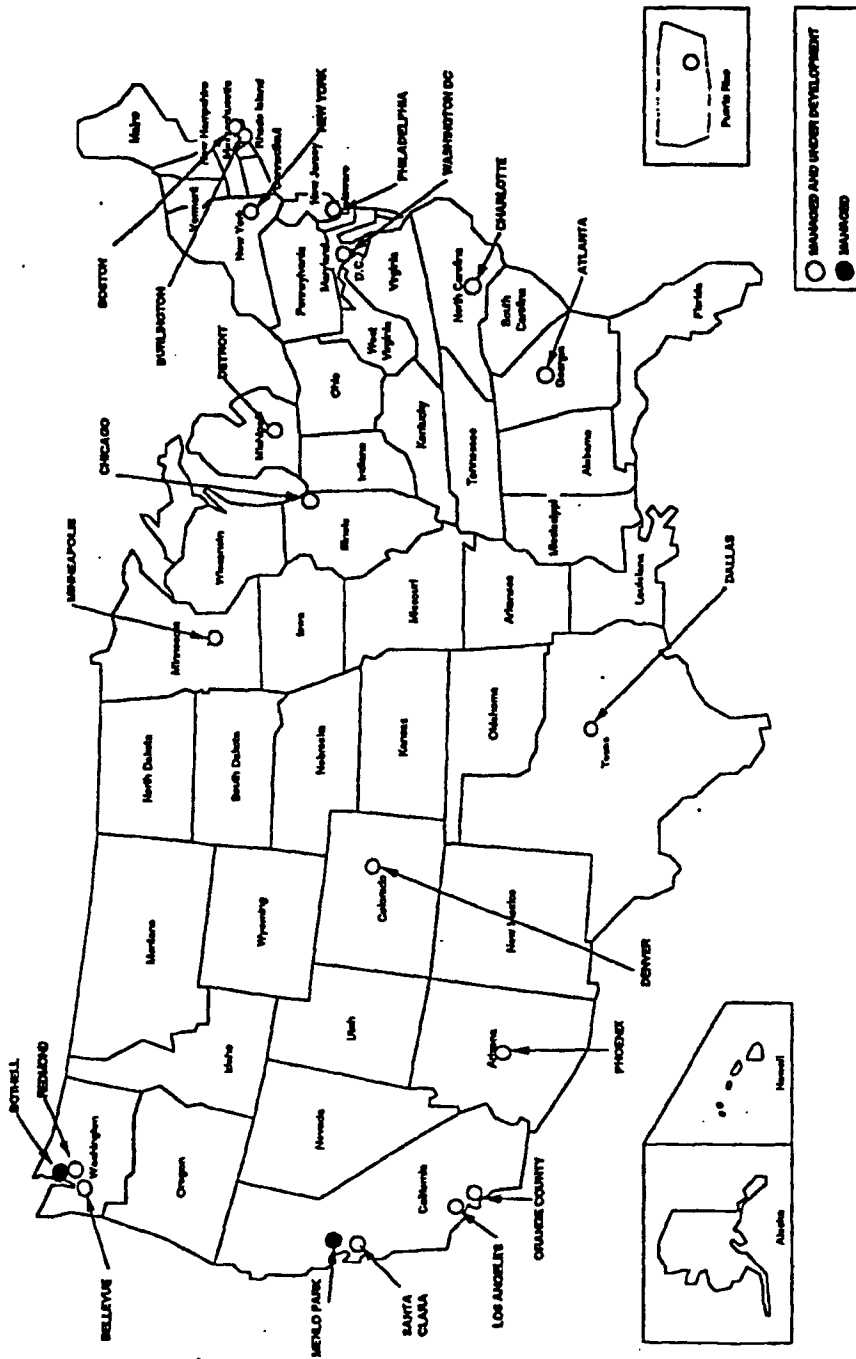 BOTHELL
REDMOND
BELLEVUE
MENLO PARK
SANTA
CLARA
LOS ANGELES
ORANGE COUNTY
PHOENIX
DENVER
DALLAS
MINNEAPOLIS
CHICAGO
DETROIT
BURLINGTON
BOSTON
NEW YORK
PHILADELPHIA
WASHINGTON DC
CHARLOTTE
ATLANTA
Washington
Oregon
California
Nevada
Idaho
Montana
Wyoming
Utah
Arizona
Colorado
New Mexico
North Dakota
South Dakota
Nebraska
Kansas
Oklahoma
Texas
Minnesota
Iowa
Missouri
Arkansas
Louisiana
Wisconsin
Illinois
Indiana
Ohio
Kentucky
Tennessee
Mississippi
Alabama
Georgia
Florida
South
Carolina
North Carolina
Virginia
West
Virginia
D.C.
Maryland
Pennsylvania
New Jersey
New York
Vermont
New Hampshire
Rhode Island
Maine
Alaska
Hawaii
Puerto Rico
MANAGED AND UNDER DEVELOPMENT
MANAGED